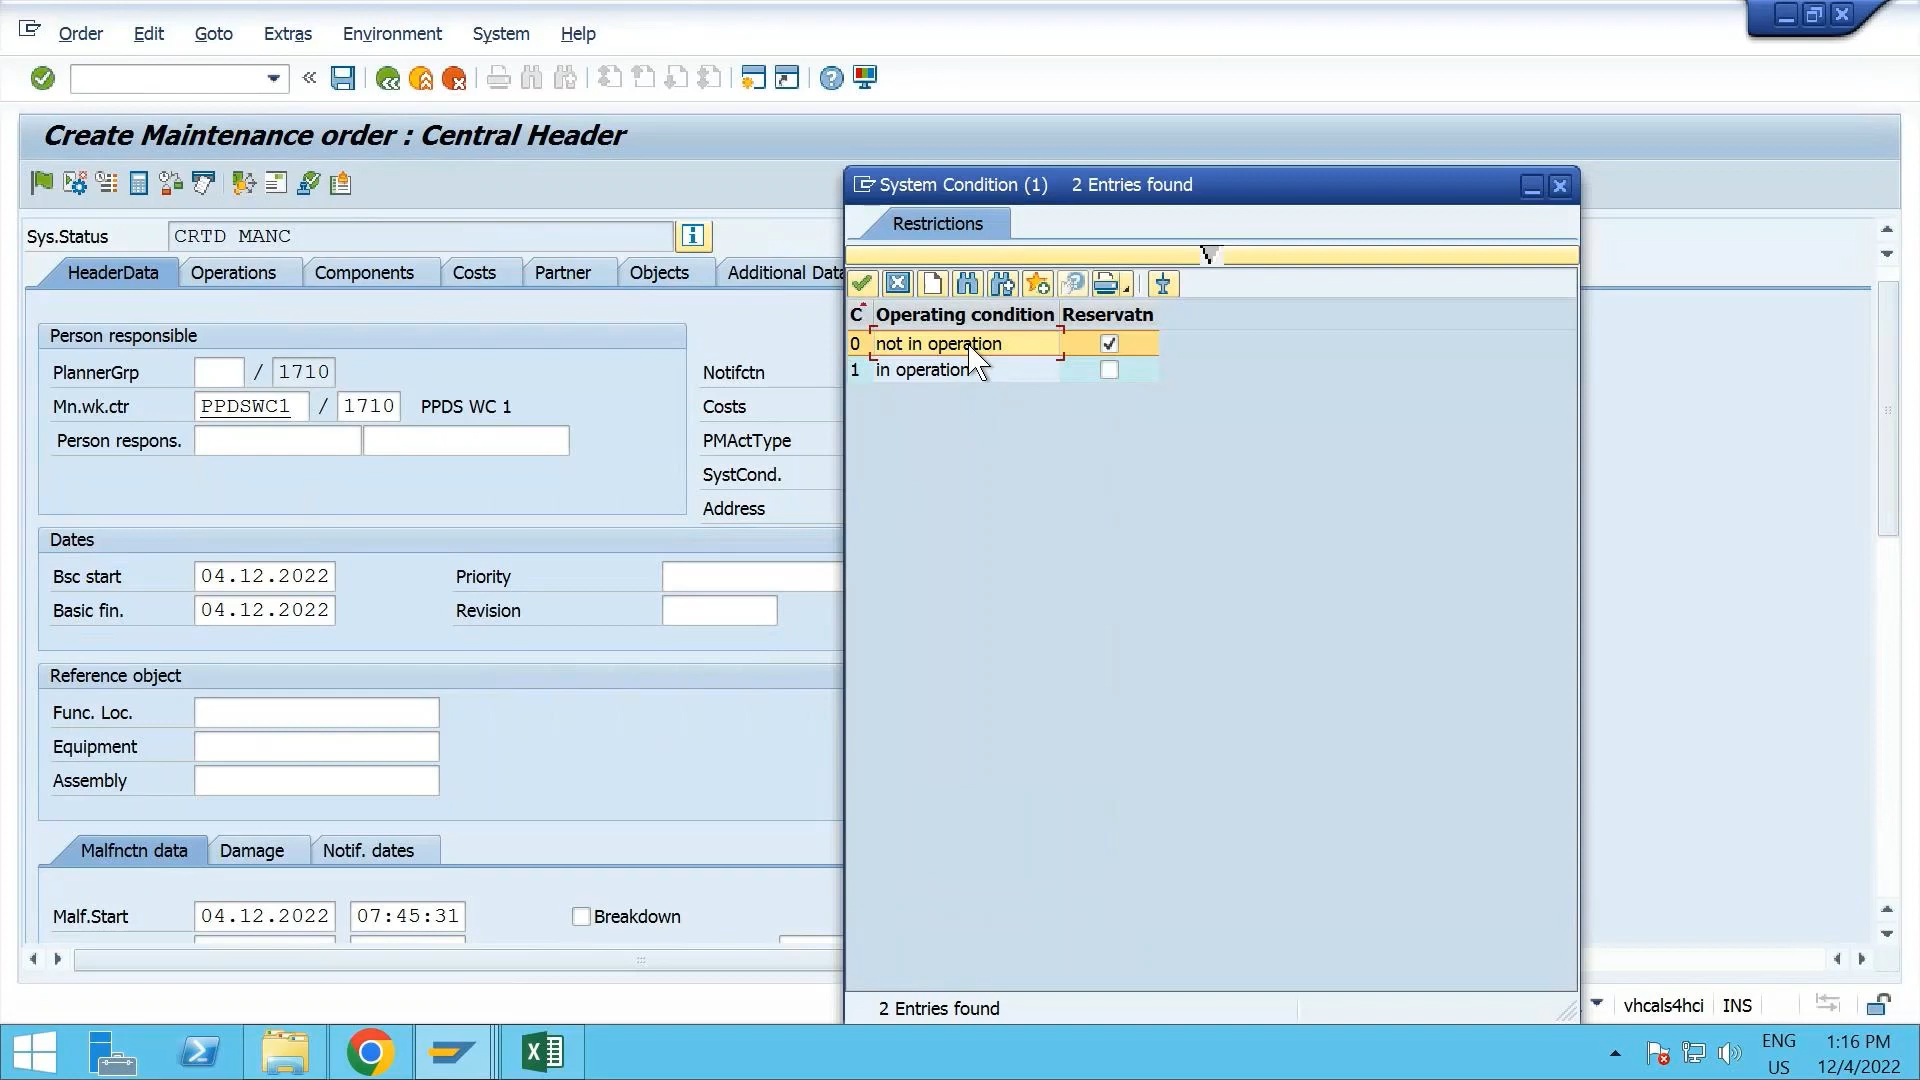 Order Edit Goto Extras Environment System Help
Create Maintenance order : Central Header
Sys.Status CRTD MANC
HeaderData Operations Components Costs Partner Objects Additional Data
Person responsible
PlannerGrp / 1710
Mn.wk.ctr PPDSWC1 / 1710 PPDS WC 1
Person respons.
Notifctn
Costs
PMActType
SystCond.
Address
Dates
Bsc start 04.12.2022 Priority
Basic fin. 04.12.2022 Revision
Reference object
Func. Loc.
Equipment
Assembly
Malfnctn data Damage Notif. dates
Malf.Start 04.12.2022 07:45:31 Breakdown
System Condition (1) 2 Entries found
Restrictions
C Operating condition Reservatn
0 not in operation
1 in operation
2 Entries found
vhcals4hci INS
ENG 1:16 PM
US 12/4/2022